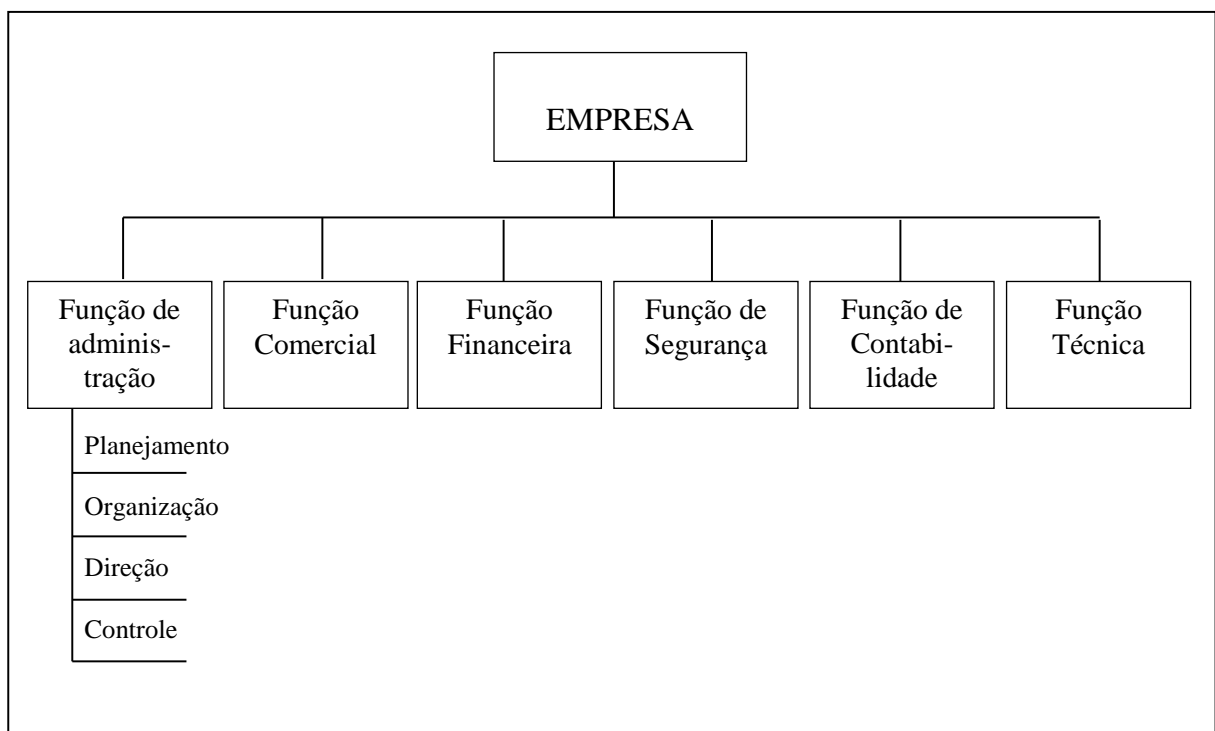 EMPRESA
Função de
adminis-
tração
Função
Comercial
Função
Financeira
Função de
Segurança
Função de
Contabi-
lidade
Função
Técnica
Planejamento
Organização
Direção
Controle